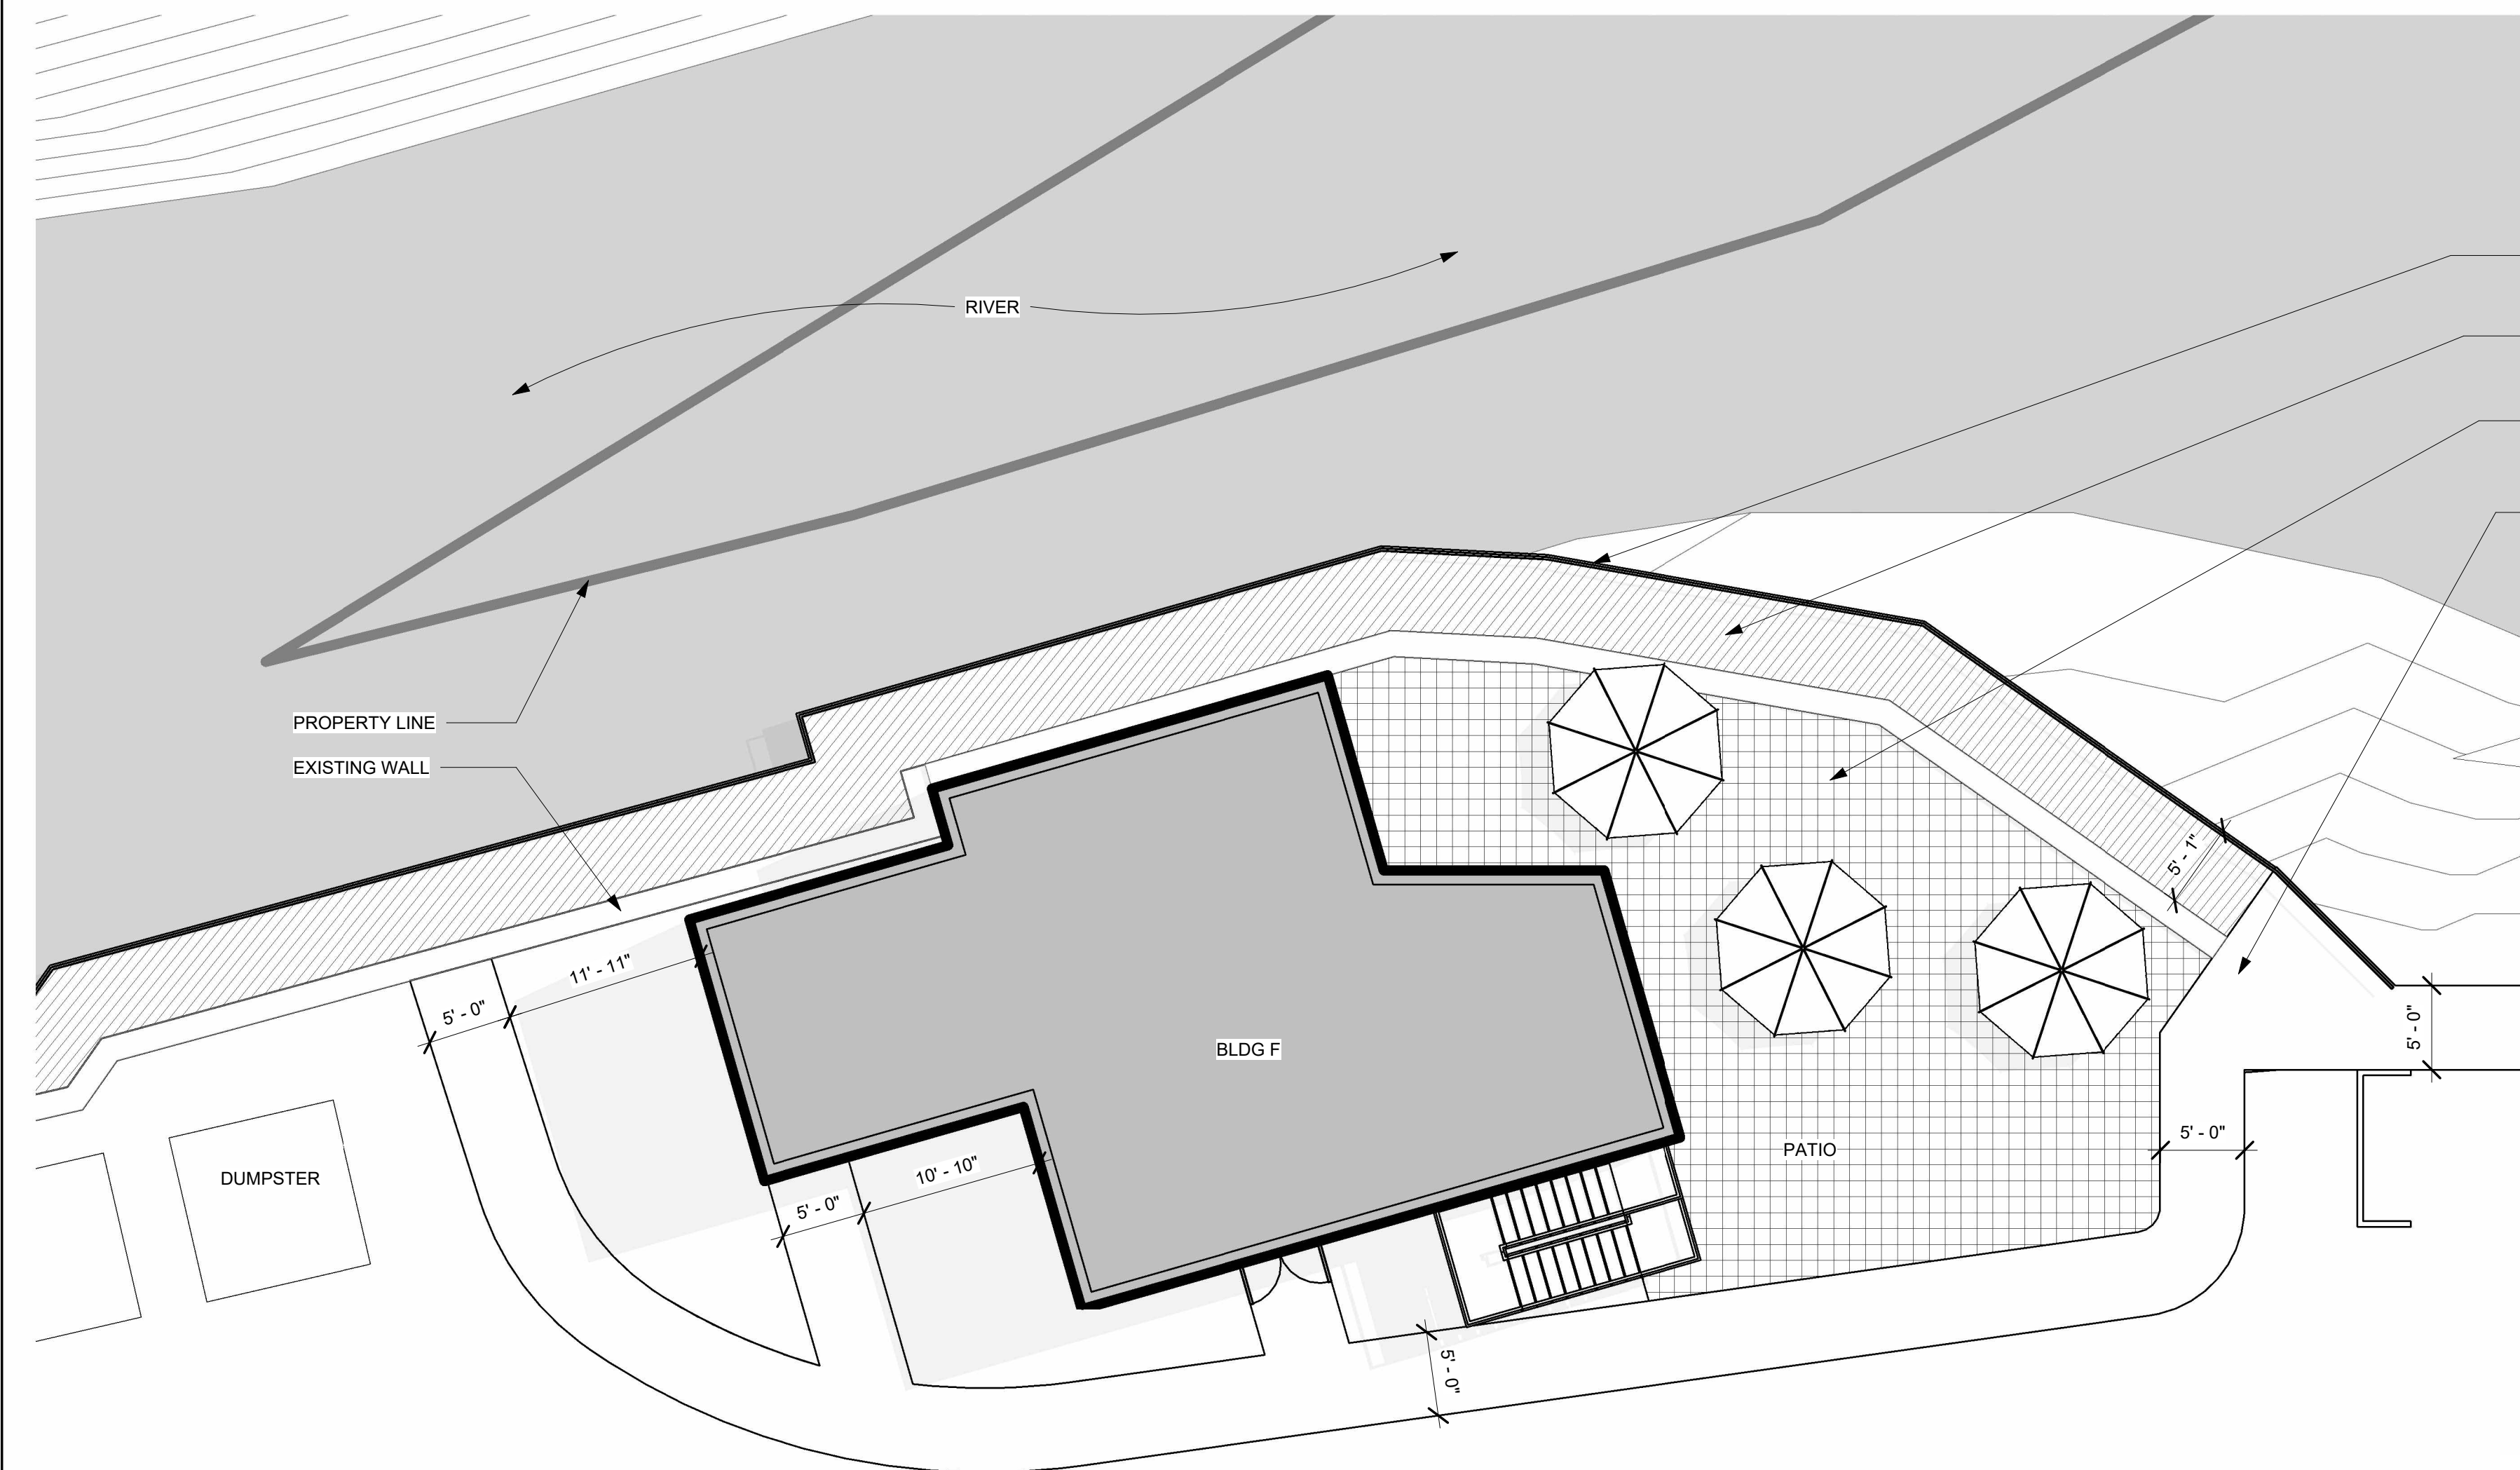 RIVER
PROPERTY LINE
EXISTING WALL
5' - 1"
11' - 11"
5' - 0"
5' - 0"
BLDG F
DUMPSTER
10' - 10"
5' - 0"
PATIO
5' - 0"
5' - 0"